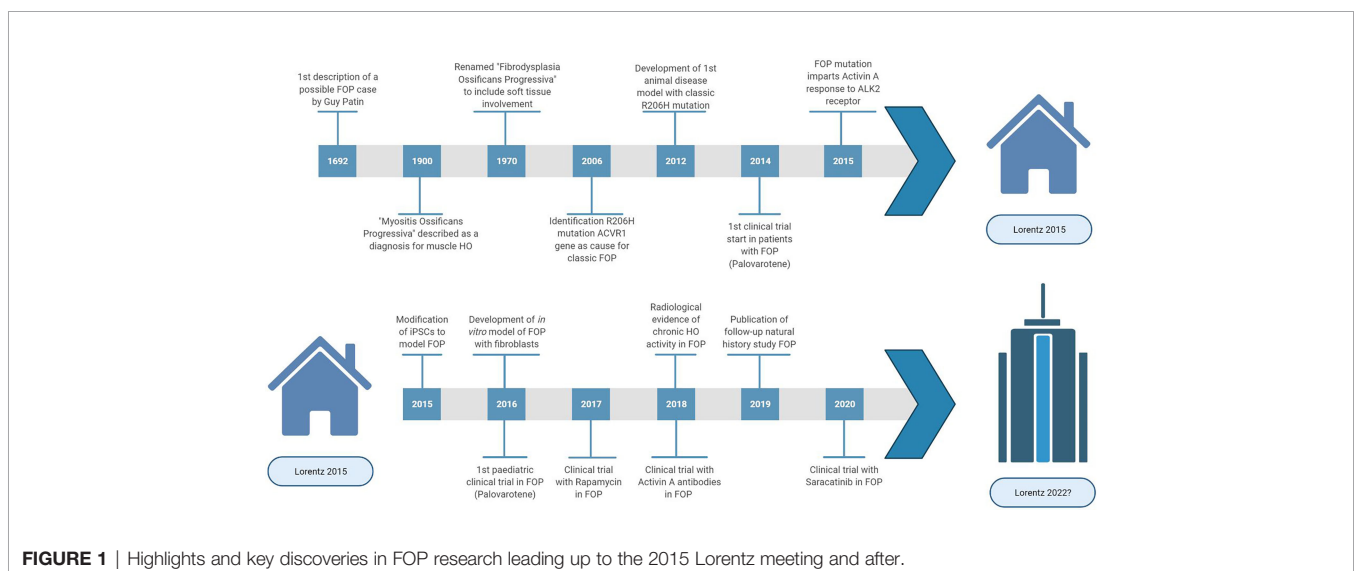 1st description of a
possible FOP case
by Guy Patin
Renamed "Fibrodysplasia
Ossificans Progressiva"
to include soft tissue
involvement
Development of 1st
animal disease
model with classic
R206H mutation
FOP mutation
imparts Activin A
response to ALK2
receptor
1692
1900
1970
2006
2012
2014
2015
"Myositis Ossificans
Progressiva" described as a
diagnosis for muscle HO
Identification R206H
mutation ACVR1
gene as cause for
classic FOP
1st clinical trial
start in patients
with FOP
(Palovarotene)
Lorentz 2015
Modification
of iPSCs to
model FOP
Development of in
vitro model of FOP
with fibroblasts
Radiological
evidence of
chronic HO
activity in FOP
Publication of
follow-up natural
history study FOP
2015
2016
2017
2018
2019
2020
Lorentz 2015
1st paediatric
clinical trial in FOP
(Palovarotene)
Clinical trial
with Rapamycin
in FOP
Clinical trial with
Activin A antibodies
in FOP
Clinical trial with
Saracatinib in FOP
Lorentz 2022?
FIGURE 1 | Highlights and key discoveries in FOP research leading up to the 2015 Lorentz meeting and after.